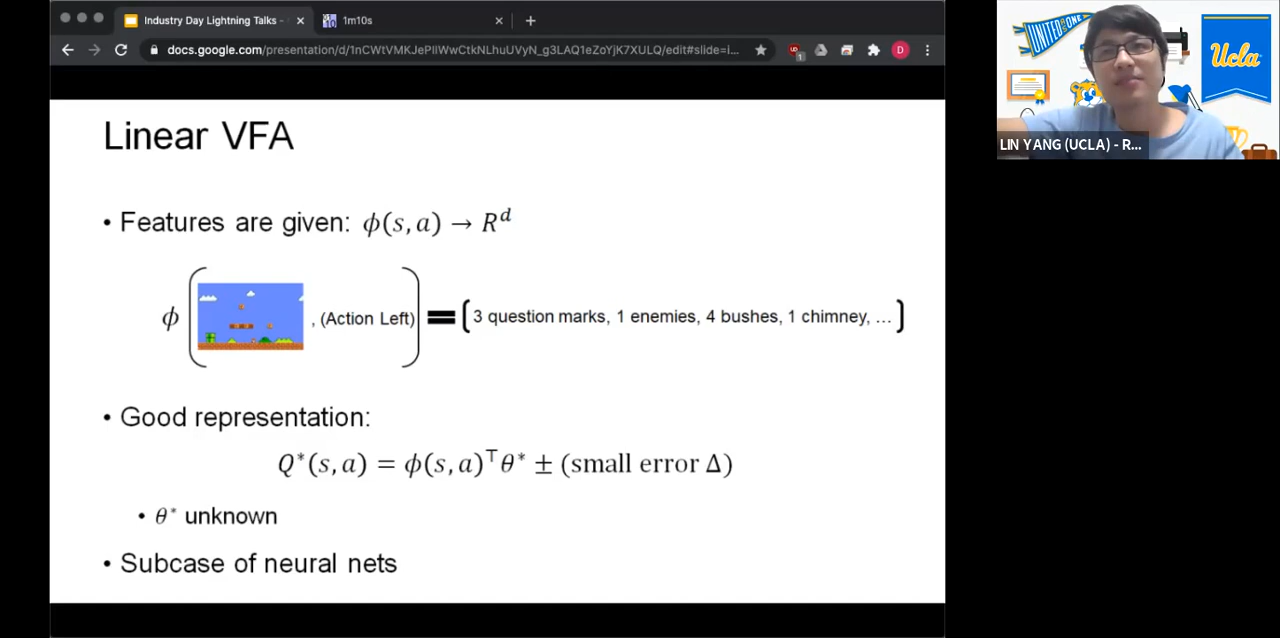 Industry Day Lightning Talks -
1m10s
docs.google.com/presentation/d/1nCWtVMKJePIlWwCtkNLhuUVyN_g3LAQ1eZoYjK7XULQ/edit#slide=i...
D
1
UNITED AS ONE
Ucla
LIN YANG (UCLA) - R...
Linear VFA
• Features are given: ϕ(s, a) → R^d
ϕ ( , (Action Left) ) = ( 3 question marks, 1 enemies, 4 bushes, 1 chimney, ... )
• Good representation:
Q*(s, a) = ϕ(s, a)^⊤θ* ± (small error Δ)
• θ* unknown
• Subcase of neural nets